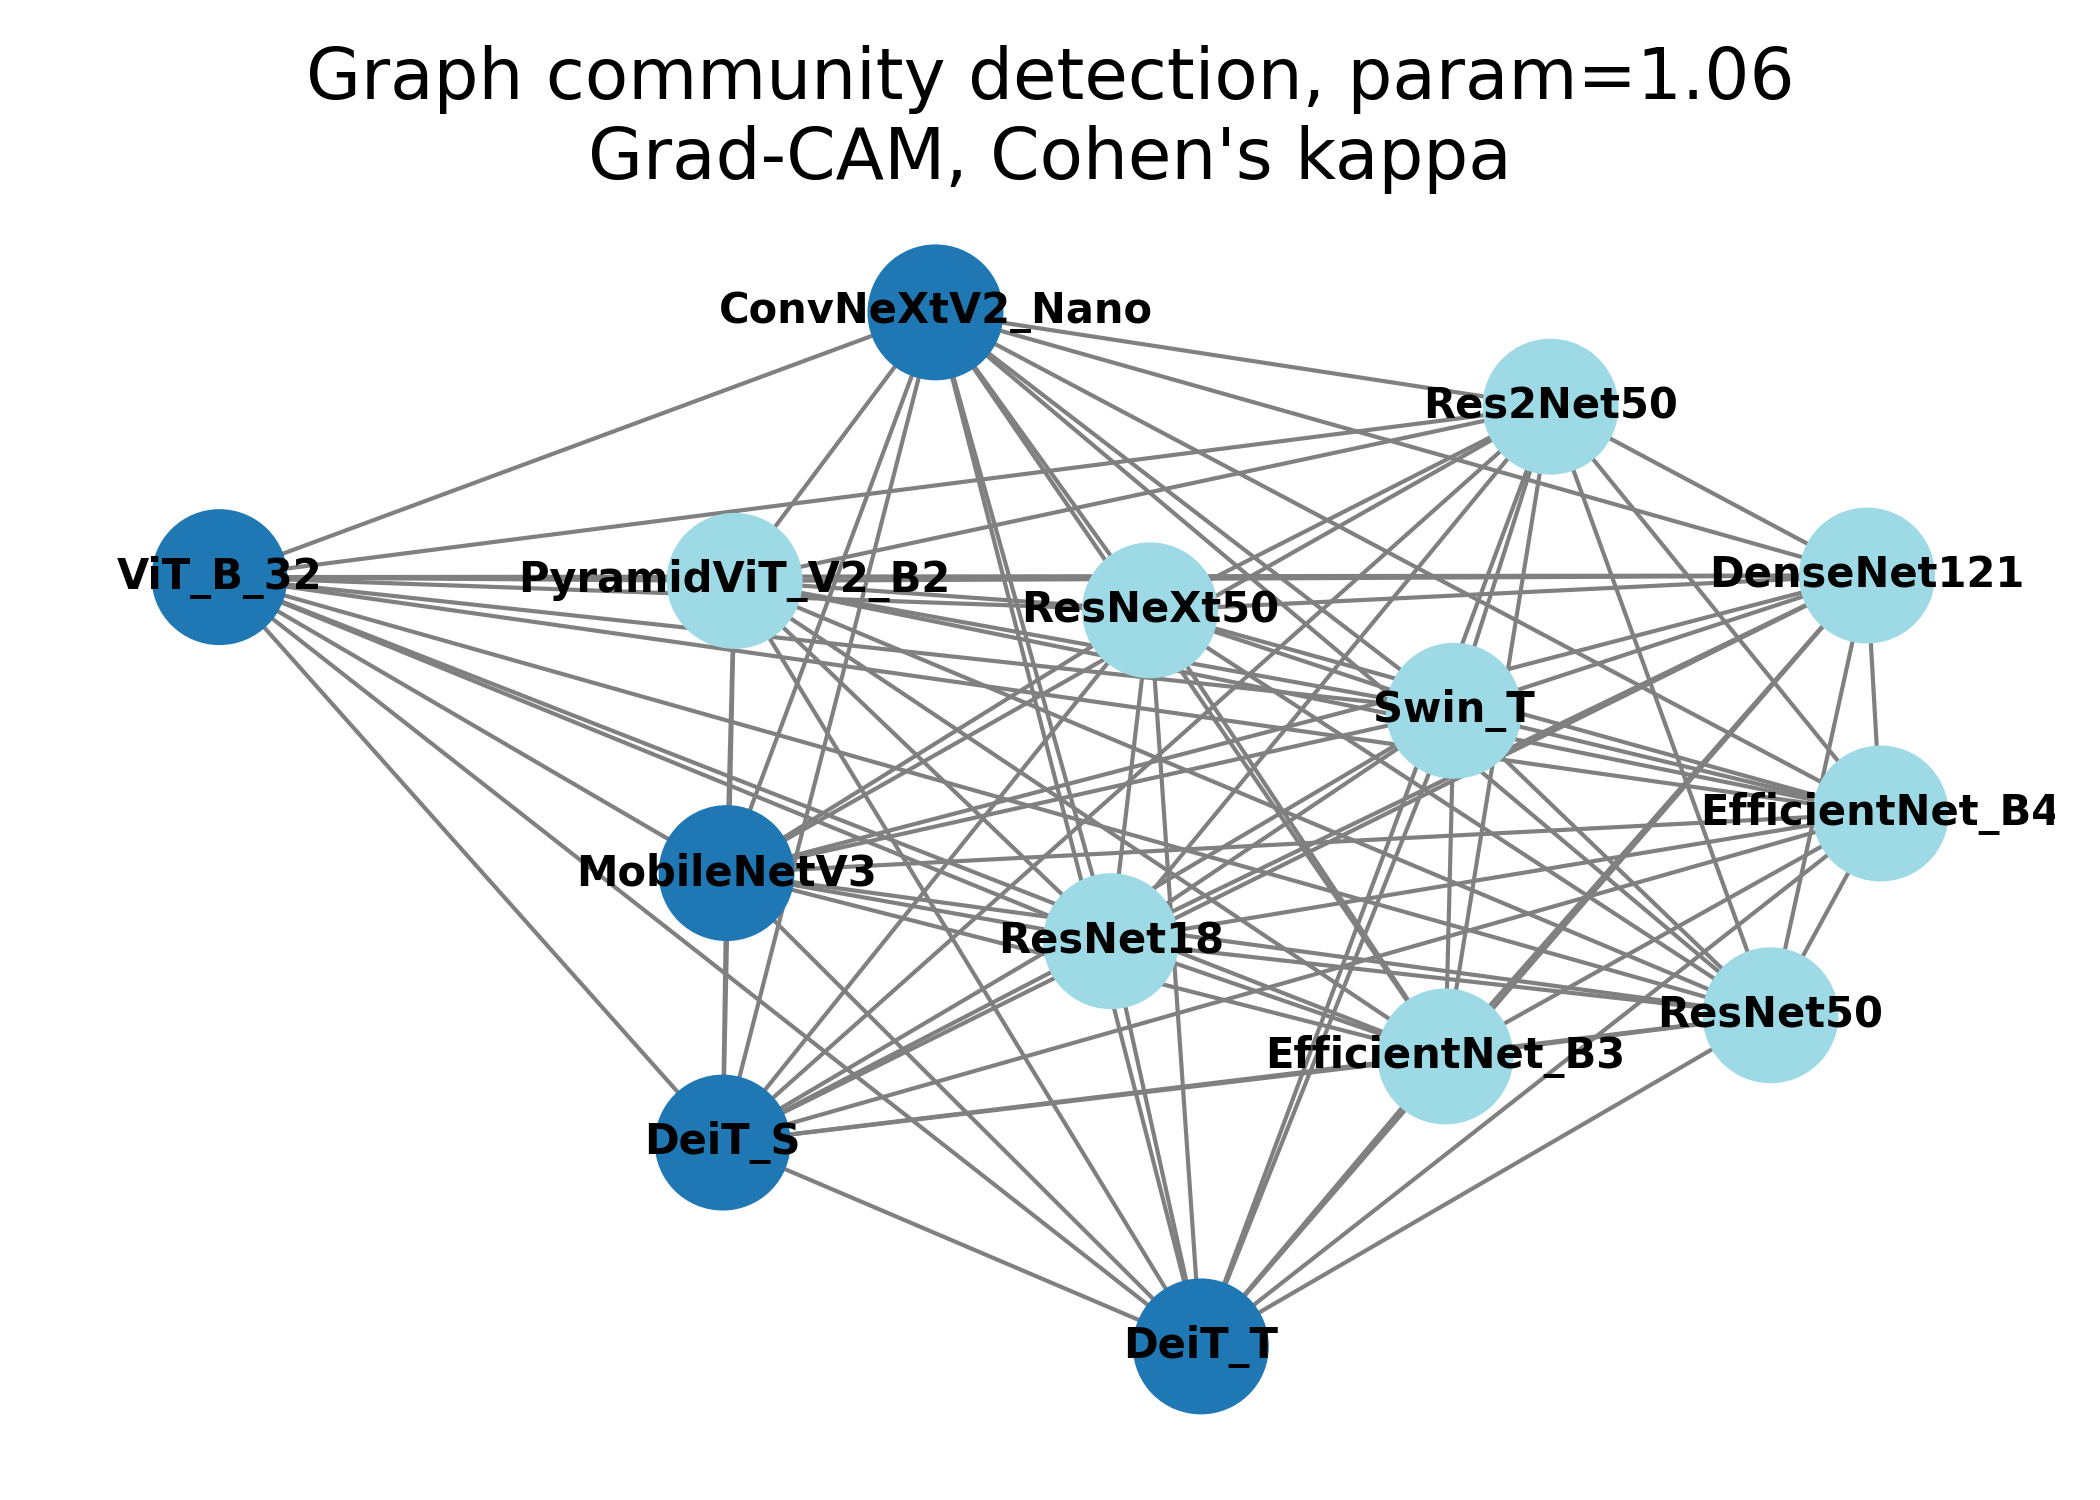 Graph community detection, param=1.06
Grad-CAM, Cohen's kappa
ConvNeXtV2_Nano
Res2Net50
ViT_B_32
PyramidViT_V2_B2
ResNeXt50
DenseNet121
Swin_T
EfficientNet_B4
MobileNetV3
ResNet18
ResNet50
EfficientNet_B3
DeiT_S
DeiT_T